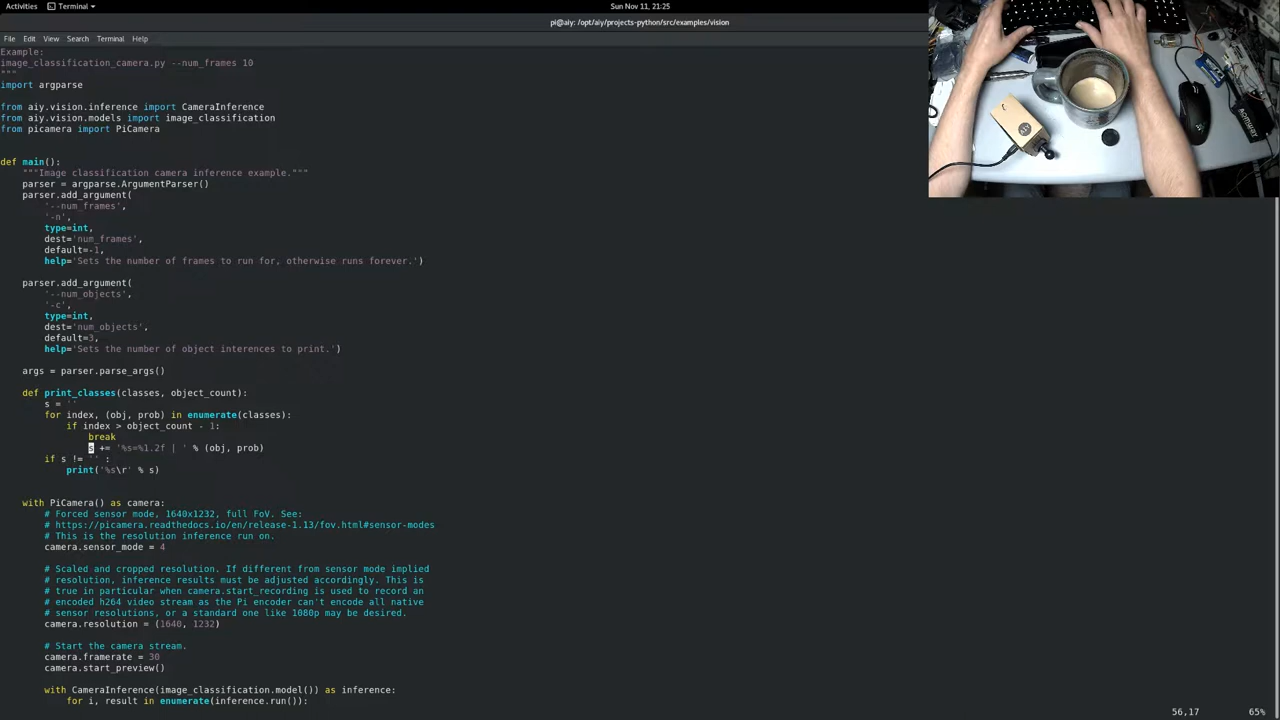 Activities
Terminal
Sun Nov 11, 21:25
pi@aiy: /opt/aiy/projects-python/src/examples/vision
File Edit View Search Terminal Help
Example:
image_classification_camera.py --num_frames 10
"""
import argparse
from aiy.vision.inference import CameraInference
from aiy.vision.models import image_classification
from picamera import PiCamera
def main():
"""Image classification camera inference example."""
parser = argparse.ArgumentParser()
parser.add_argument(
'--num_frames',
'-n',
type=int,
dest='num_frames',
default=-1,
help='Sets the number of frames to run for, otherwise runs forever.')
parser.add_argument(
'--num_objects',
'-c',
type=int,
dest='num_objects',
default=3,
help='Sets the number of object interences to print.')
args = parser.parse_args()
def print_classes(classes, object_count):
s = ''
for index, (obj, prob) in enumerate(classes):
if index > object_count - 1:
break
s += '%s=%1.2f | ' % (obj, prob)
if s != '' :
print('%s\r' % s)
with PiCamera() as camera:
# Forced sensor mode, 1640x1232, full FoV. See:
# https://picamera.readthedocs.io/en/release-1.13/fov.html#sensor-modes
# This is the resolution inference run on.
camera.sensor_mode = 4
# Scaled and cropped resolution. If different from sensor mode implied
# resolution, inference results must be adjusted accordingly. This is
# true in particular when camera.start_recording is used to record an
# encoded h264 video stream as the Pi encoder can't encode all native
# sensor resolutions, or a standard one like 1080p may be desired.
camera.resolution = (1640, 1232)
# Start the camera stream.
camera.framerate = 30
camera.start_preview()
with CameraInference(image_classification.model()) as inference:
for i, result in enumerate(inference.run()):
56,17
65%